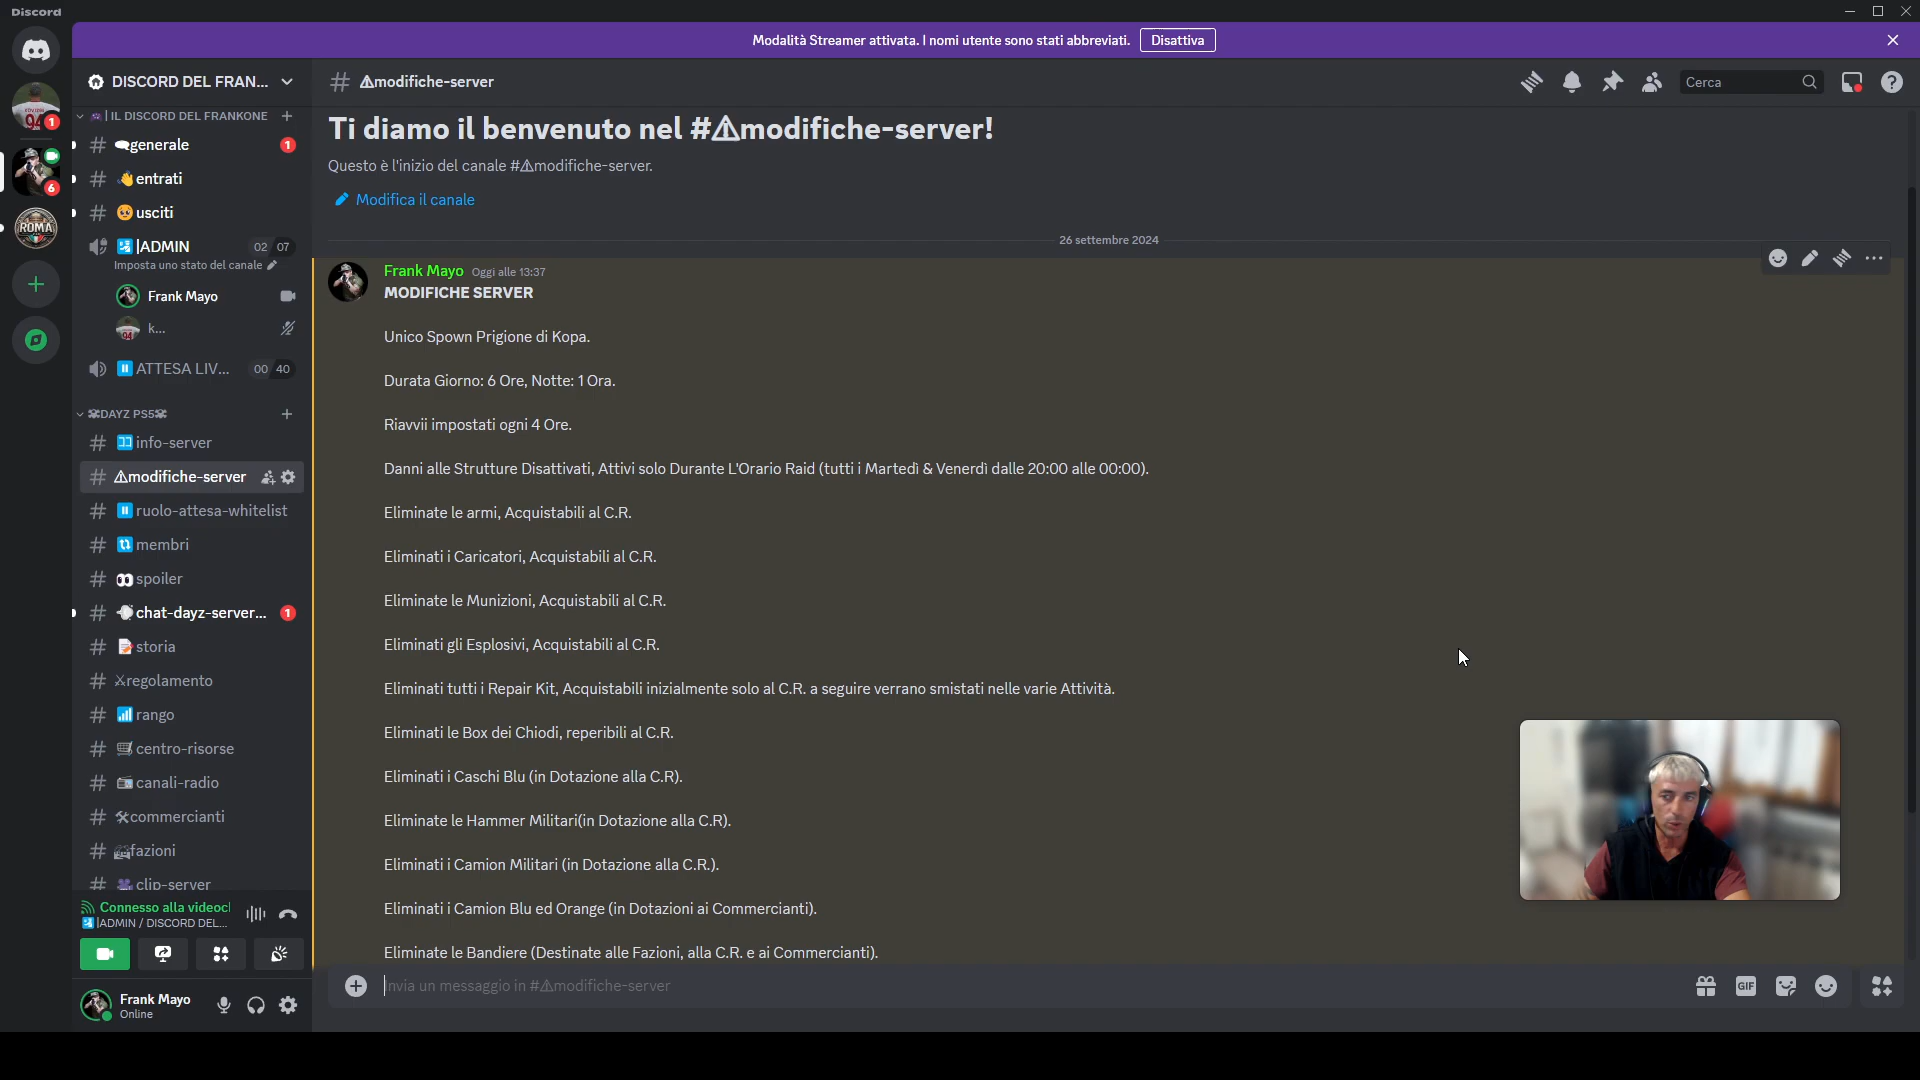 Discord
Modalità Streamer attivata. I nomi utente sono stati abbreviati.
Disattiva
DISCORD DEL FRAN...
#⚠modifiche-server
Cerca
| IL DISCORD DEL FRANKONE
generale
1
entrati
usciti
|ADMIN
02 07
Imposta uno stato del canale
Frank Mayo
k...
ATTESA LIV...
00 40
DAYZ PS5
info-server
⚠modifiche-server
ruolo-attesa-whitelist
membri
spoiler
chat-dayz-server...
1
storia
⚔regolamento
rango
centro-risorse
canali-radio
🛠commercianti
fazioni
clip-server
Connesso alla videoc
|ADMIN / DISCORD DEL...
Frank Mayo
Online
1
6
ROMA
Ti diamo il benvenuto nel #⚠modifiche-server!
Questo è l'inizio del canale #⚠modifiche-server.
Modifica il canale
26 settembre 2024
Frank Mayo Oggi alle 13:37
MODIFICHE SERVER
Unico Spown Prigione di Kopa.
Durata Giorno: 6 Ore, Notte: 1 Ora.
Riavvii impostati ogni 4 Ore.
Danni alle Strutture Disattivati, Attivi solo Durante L'Orario Raid (tutti i Martedì & Venerdì dalle 20:00 alle 00:00).
Eliminate le armi, Acquistabili al C.R.
Eliminati i Caricatori, Acquistabili al C.R.
Eliminate le Munizioni, Acquistabili al C.R.
Eliminati gli Esplosivi, Acquistabili al C.R.
Eliminati tutti i Repair Kit, Acquistabili inizialmente solo al C.R. a seguire verrano smistati nelle varie Attività.
Eliminati le Box dei Chiodi, reperibili al C.R.
Eliminati i Caschi Blu (in Dotazione alla C.R).
Eliminate le Hammer Militari(in Dotazione alla C.R).
Eliminati i Camion Militari (in Dotazione alla C.R.).
Eliminati i Camion Blu ed Orange (in Dotazioni ai Commercianti).
Eliminate le Bandiere (Destinate alle Fazioni, alla C.R. e ai Commercianti).
Invia un messaggio in #⚠modifiche-server
GIF